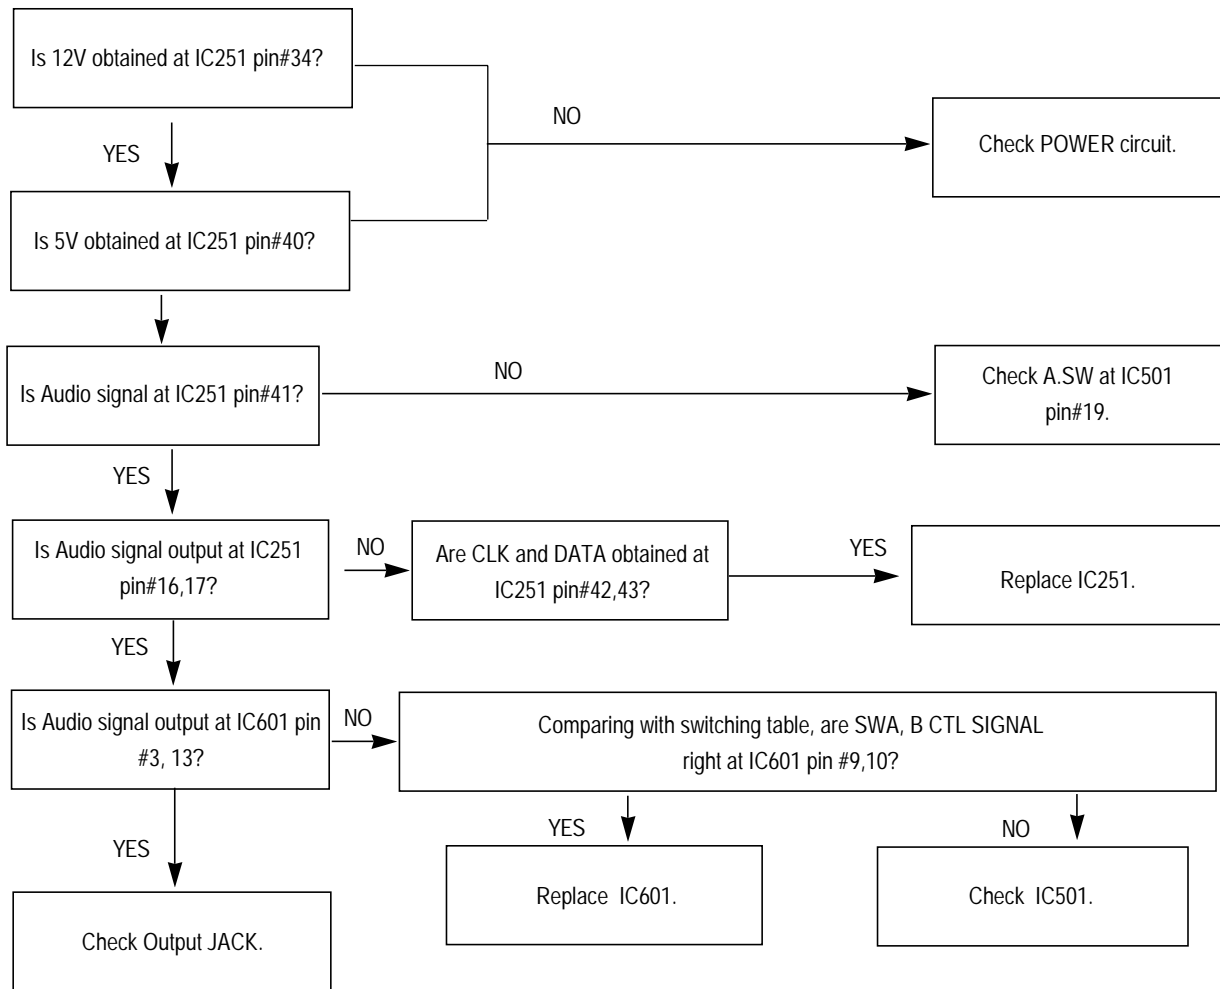 Is 12V obtained at IC251 pin#34?
NO
Check POWER circuit.
YES
Is 5V obtained at IC251 pin#40?
Is Audio signal at IC251 pin#41?
NO
Check A.SW at IC501
pin#19.
YES
Is Audio signal output at IC251
pin#16,17?
NO
Are CLK and DATA obtained at
IC251 pin#42,43?
YES
Replace IC251.
YES
Is Audio signal output at IC601 pin
#3, 13?
NO
Comparing with switching table, are SWA, B CTL SIGNAL
right at IC601 pin #9,10?
YES
YES
NO
Check Output JACK.
Replace IC601.
Check IC501.